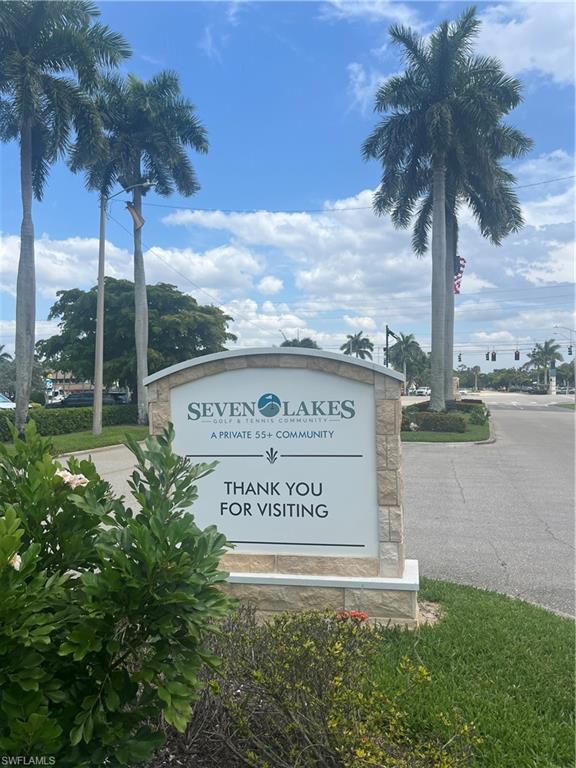 SEVEN LAKES
GOLF & TENNIS COMMUNITY
A PRIVATE 55+ COMMUNITY
THANK YOU
FOR VISITING
SWFLAMLS